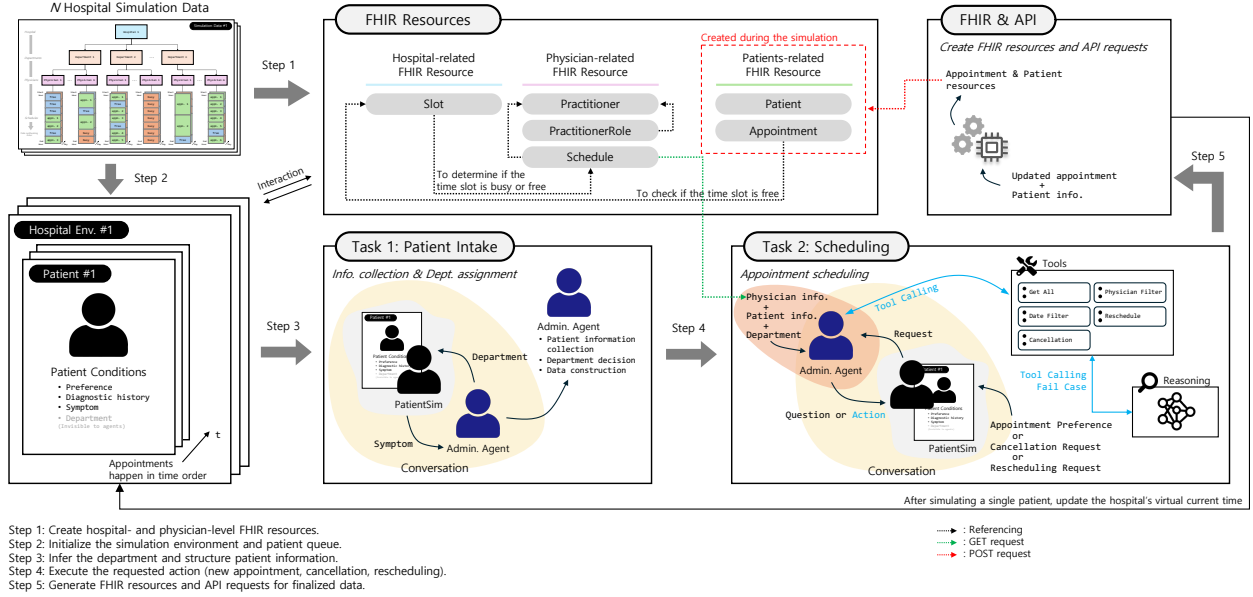 N Hospital Simulation Data
Simulation Data #1
Step 1
Step 2
FHIR Resources
Hospital-related
FHIR Resource
Slot
Physician-related
FHIR Resource
Practitioner
PractitionerRole
Schedule
Created during the simulation
Patients-related
FHIR Resource
Patient
Appointment
To determine if the
time slot is busy or free
To check if the time slot is free
Interaction
FHIR & API
Create FHIR resources and API requests
Appointment & Patient
resources
Updated appointment
+
Patient info.
Step 5
Hospital Env. #1
Patient #1
Patient Conditions
• Preference
• Diagnostic history
• Symptom
• Department
(Invisible to agents)
t
Appointments
happen in time order
Step 3
Task 1: Patient Intake
Info. collection & Dept. assignment
Patient #1
Patient Conditions
PatientSim
Department
Symptom
Admin. Agent
Conversation
Admin. Agent
• Patient information
collection
• Department decision
• Data construction
Step 4
Task 2: Scheduling
Appointment scheduling
Physician info.
+
Patient info.
+
Department
Admin. Agent
Tool Calling
Request
Question or Action
Patient #1
Patient Conditions
PatientSim
Conversation
Appointment Preference
or
Cancellation Request
or
Rescheduling Request
Tools
Get All
Physician Filter
Date Filter
Reschedule
Cancellation
Tool Calling
Fail Case
Reasoning
After simulating a single patient, update the hospital's virtual current time
Step 1: Create hospital- and physician-level FHIR resources.
Step 2: Initialize the simulation environment and patient queue.
Step 3: Infer the department and structure patient information.
Step 4: Execute the requested action (new appointment, cancellation, rescheduling).
Step 5: Generate FHIR resources and API requests for finalized data.
: Referencing
: GET request
: POST request